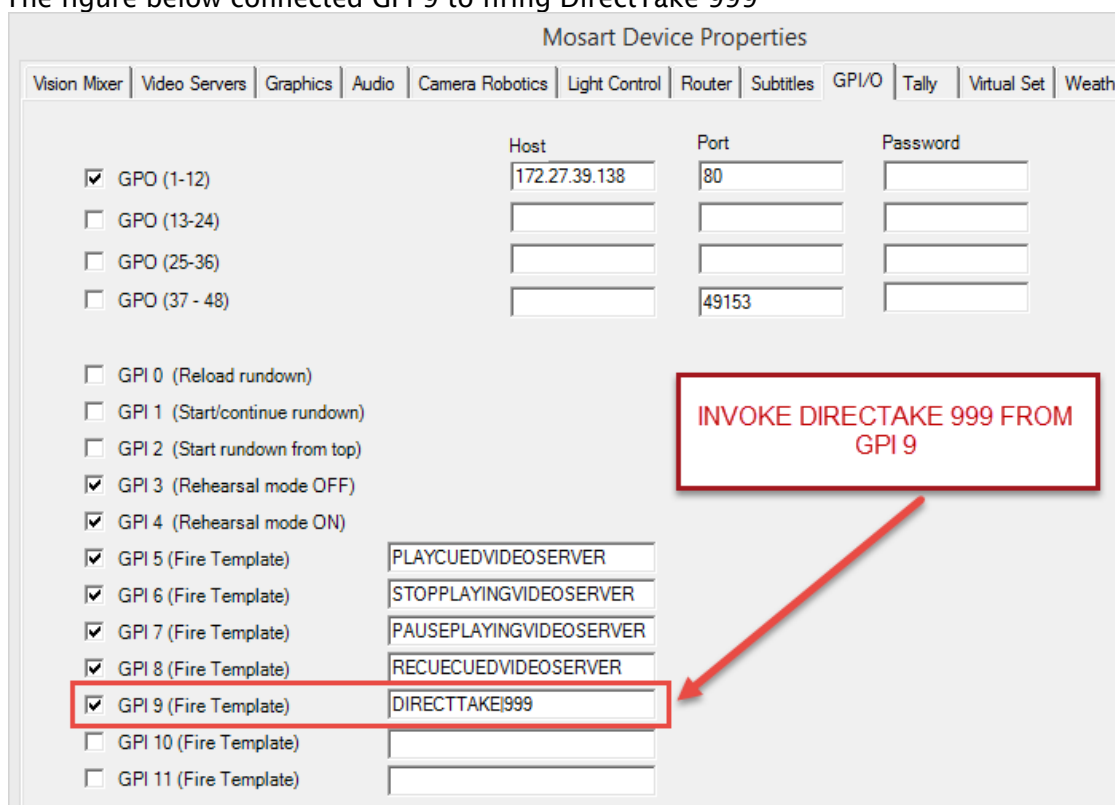 The figure below connected GPI 9 to firing DirectTake 999
Mosart Device Properties
Vision Mixer Video Servers Graphics Audio Camera Robotics Light Control Router Subtitles GPI/O Tally Virtual Set Weath
Host Port Password
GPO (1-12) 172.27.39.138 80
GPO (13-24)
GPO (25-36)
GPO (37 - 48) 49153
GPI 0 (Reload rundown)
GPI 1 (Start/continue rundown)
GPI 2 (Start rundown from top)
GPI 3 (Rehearsal mode OFF)
GPI 4 (Rehearsal mode ON)
INVOKE DIRECTAKE 999 FROM
GPI 9
GPI 5 (Fire Template) PLAYCUEDVIDEOSERVER
GPI 6 (Fire Template) STOPPLAYINGVIDEOSERVER
GPI 7 (Fire Template) PAUSEPLAYINGVIDEOSERVER
GPI 8 (Fire Template) RECUECUEDVIDEOSERVER
GPI 9 (Fire Template) DIRECTTAKE|999
GPI 10 (Fire Template)
GPI 11 (Fire Template)